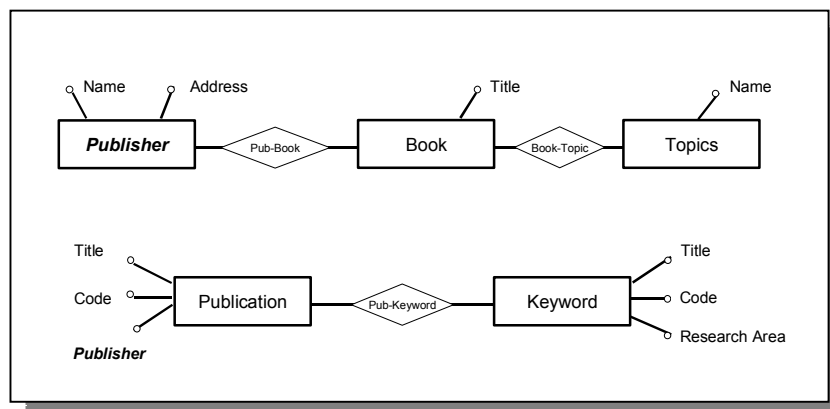 Name Address Title Name
Publisher Pub-Book Book Book-Topic Topics
Title Title
Code Publication Pub-Keyword Keyword Code
Publisher Research Area